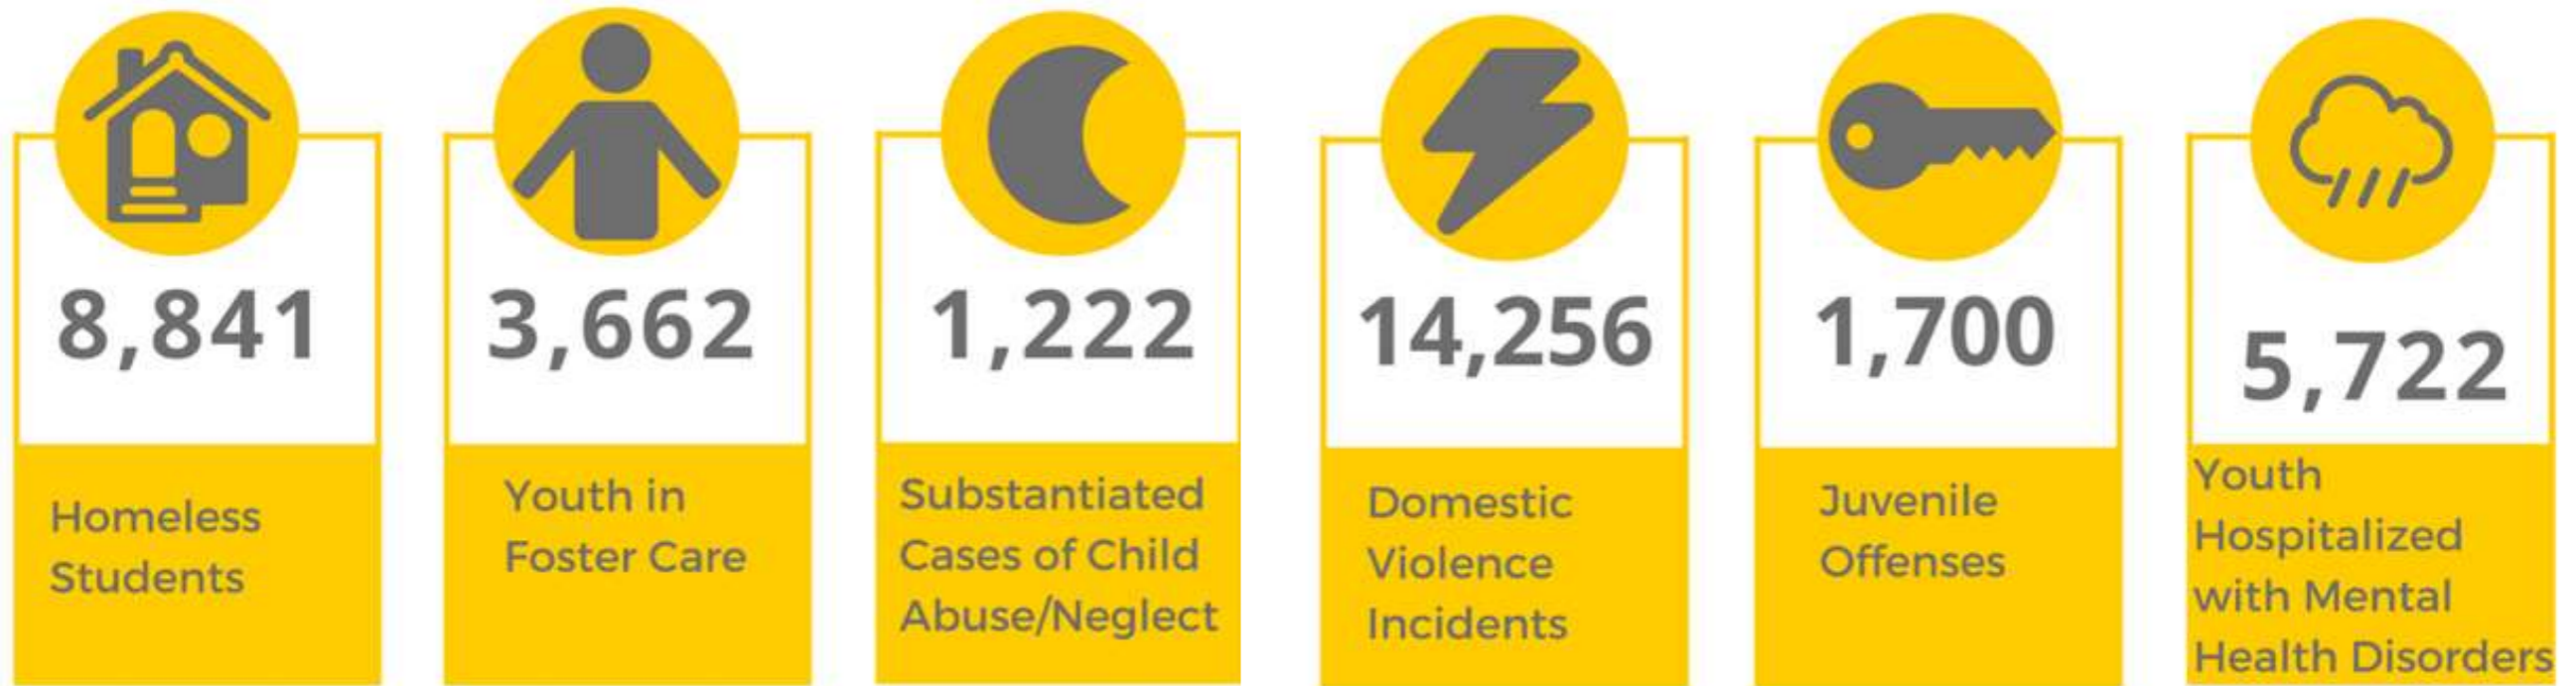 8,841
Homeless
Students
3,662
Youth in
Foster Care
1,222
Substantiated
Cases of Child
Abuse/Neglect
14,256
Domestic
Violence
Incidents
1,700
Juvenile
Offenses
5,722
Youth
Hospitalized
with Mental
Health Disorders